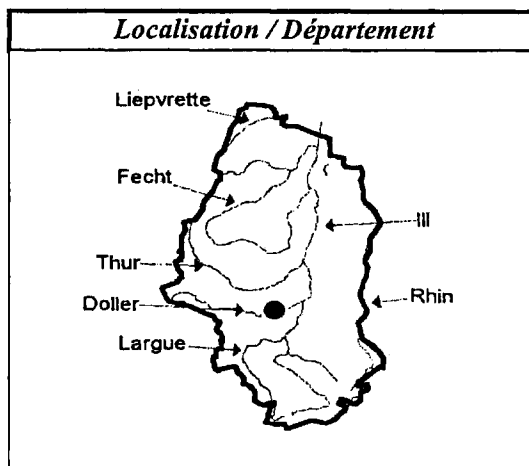 Localisation / Département
Liepvrette
Fecht
Ill
Thur
Rhin
Doller
Largue